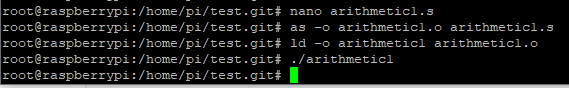 root@raspberrypi:/home/pi/test.git# nano arithmetic1.s
root@raspberrypi:/home/pi/test.git# as -o arithmetic1.o arithmetic1.s
root@raspberrypi:/home/pi/test.git# ld -o arithmetic1 arithmetic1.o
root@raspberrypi:/home/pi/test.git# ./arithmetic1
root@raspberrypi:/home/pi/test.git#